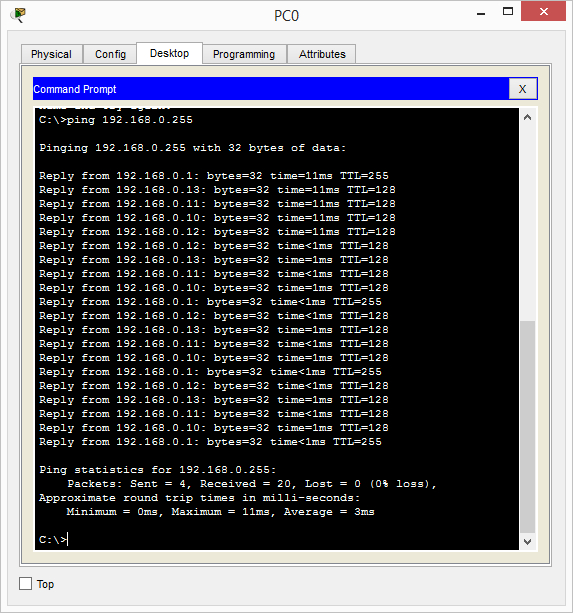 PC0
X
Physical Config Desktop Programming Attributes
Command Prompt X
C:\>ping 192.168.0.255
Pinging 192.168.0.255 with 32 bytes of data:
Reply from 192.168.0.1: bytes=32 time=11ms TTL=255
Reply from 192.168.0.13: bytes=32 time=11ms TTL=128
Reply from 192.168.0.11: bytes=32 time=11ms TTL=128
Reply from 192.168.0.10: bytes=32 time=11ms TTL=128
Reply from 192.168.0.12: bytes=32 time=11ms TTL=128
Reply from 192.168.0.12: bytes=32 time<1ms TTL=128
Reply from 192.168.0.13: bytes=32 time=1ms TTL=128
Reply from 192.168.0.11: bytes=32 time<1ms TTL=128
Reply from 192.168.0.10: bytes=32 time=1ms TTL=128
Reply from 192.168.0.1: bytes=32 time<1ms TTL=255
Reply from 192.168.0.12: bytes=32 time<1ms TTL=128
Reply from 192.168.0.13: bytes=32 time=1ms TTL=128
Reply from 192.168.0.11: bytes=32 time<1ms TTL=128
Reply from 192.168.0.10: bytes=32 time=1ms TTL=128
Reply from 192.168.0.1: bytes=32 time<1ms TTL=255
Reply from 192.168.0.12: bytes=32 time<1ms TTL=128
Reply from 192.168.0.13: bytes=32 time=1ms TTL=128
Reply from 192.168.0.11: bytes=32 time<1ms TTL=128
Reply from 192.168.0.10: bytes=32 time=1ms TTL=128
Reply from 192.168.0.1: bytes=32 time<1ms TTL=255
Ping statistics for 192.168.0.255:
Packets: Sent = 4, Received = 20, Lost = 0 (0% loss),
Approximate round trip times in milli-seconds:
Minimum = 0ms, Maximum = 11ms, Average = 3ms
C:\>
Top